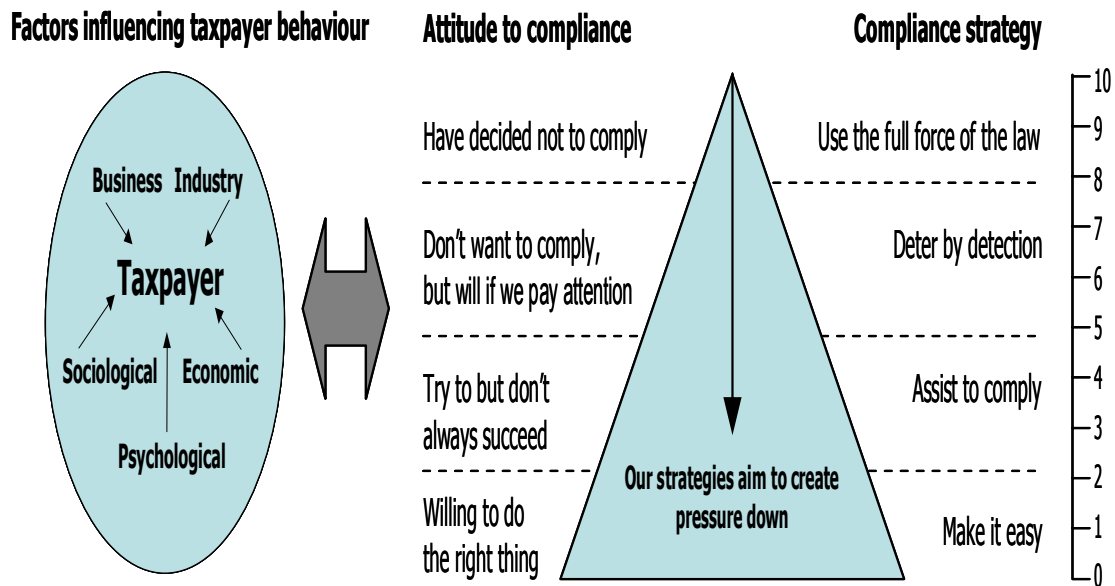 Factors influencing taxpayer behaviour
Business Industry
Taxpayer
Sociological Economic
Psychological
Attitude to compliance
Have decided not to comply
Don't want to comply,
but will if we pay attention
Try to but don't
always succeed
Willing to do
the right thing
Our strategies aim to create
pressure down
Compliance strategy
Use the full force of the law
Deter by detection
Assist to comply
Make it easy
10
9
8
7
6
5
4
3
2
1
0